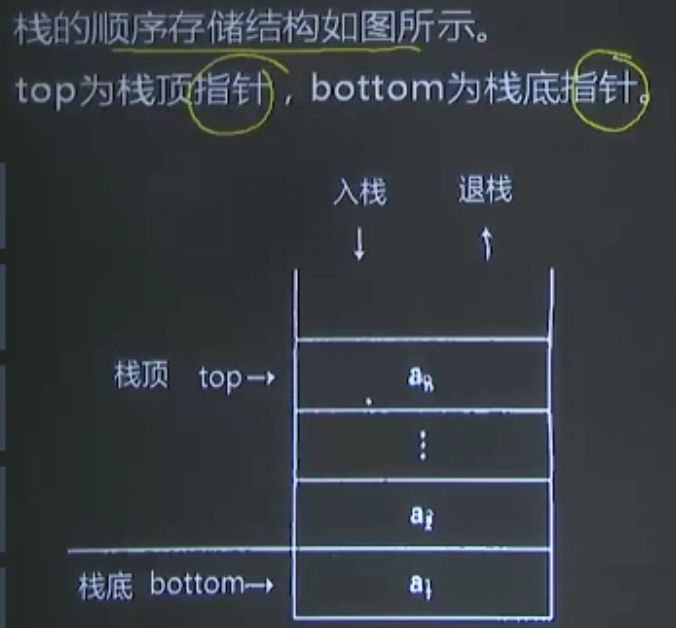 栈的顺序存储结构如图所示。
top为栈顶指针，bottom为栈底指针。
入栈 退栈
↓ ↑
栈顶 top→ aₙ
⋮
a₂
栈底 bottom→ a₁